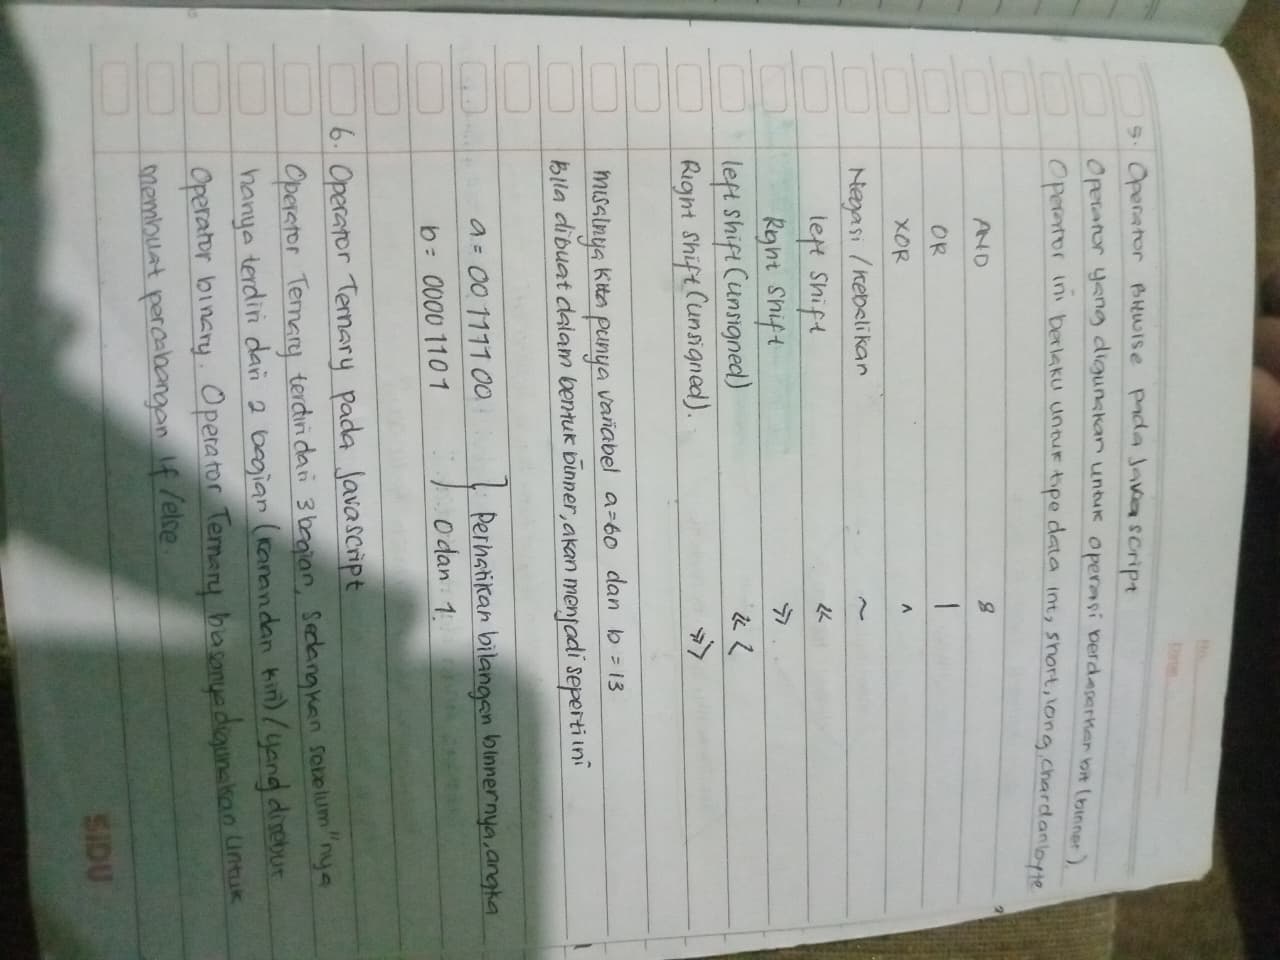 No.
Date
5. Operator Bitwise pada Javascript
Operator yang digunakan untuk operasi berdasarkan bit (binner)
Operator ini berlaku untuk tipe data int, short, long, char dan byte
AND &
OR |
XOR ^
Negasi / kebalikan ~
left shift <<
Right shift >>
left shift (unsigned) <<<
Right shift (unsigned). >>>
misalnya kita punya variabel a=60 dan b=13
Bila dibuat dalam bentuk binner, akan menjadi seperti ini
a = 00111100 } Perhatikan bilangan binnernya, angka
b = 00001101 0 dan 1.
6. Operator Ternary pada Javascript
Operator Ternary terdiri dari 3 bagian, sedangkan sebelum"nya
hanya terdiri dari 2 bagian (kanan dan kiri) / yang disebut
Operator binary. Operator Ternary biasanya digunakan untuk
membuat percabangan if /else.
SIDU